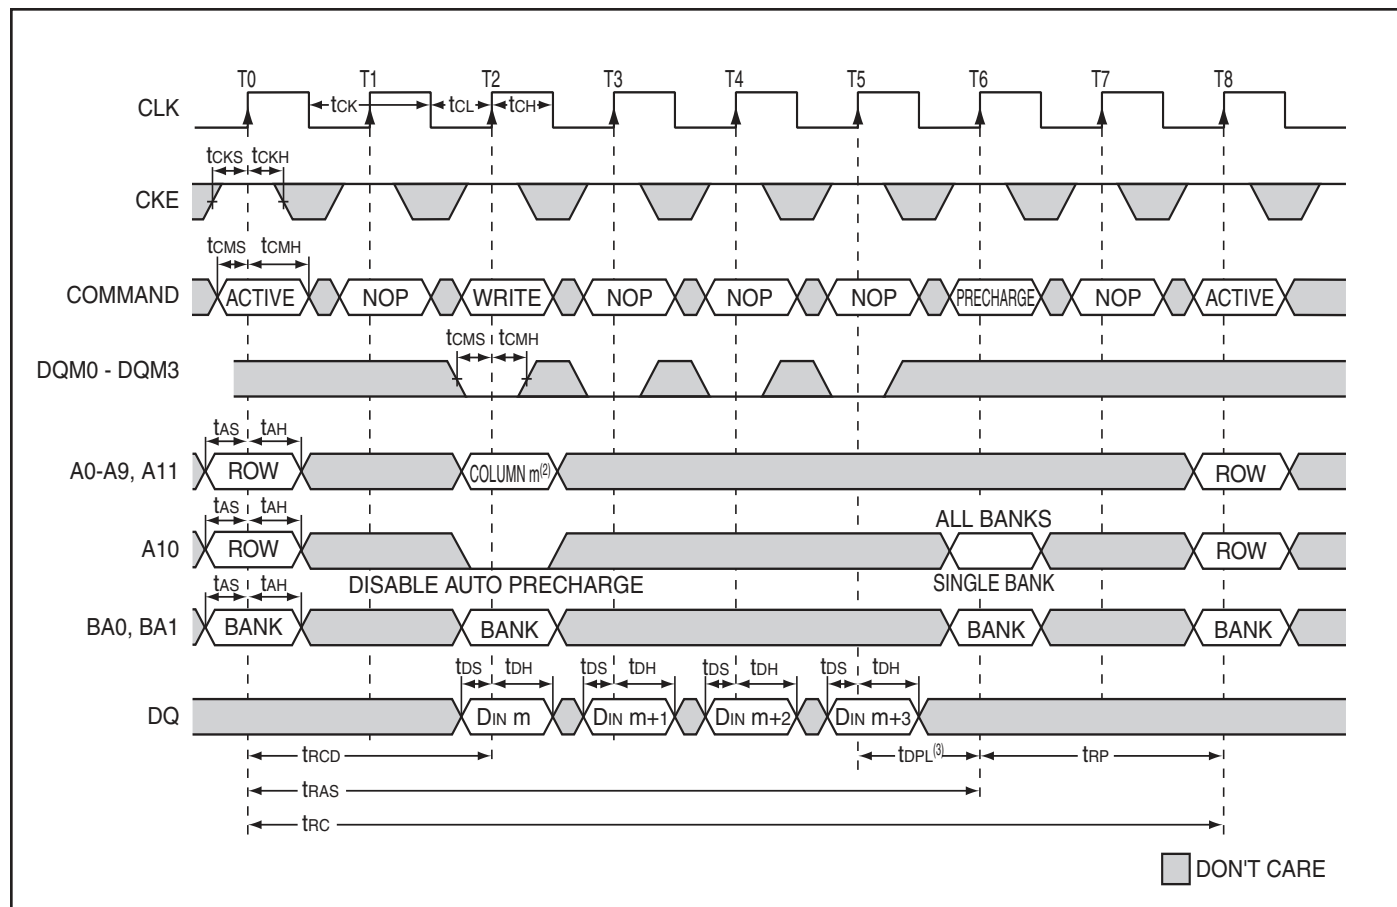 T0 T1 T2 T3 T4 T5 T6 T7 T8
CLK tCK tCL tCH
tCKS tCKH
CKE
tCMS tCMH
COMMAND ACTIVE NOP WRITE NOP NOP NOP PRECHARGE NOP ACTIVE
tCMS tCMH
DQM0 - DQM3
tAS tAH
A0-A9, A11 ROW COLUMN m(2) ROW
tAS tAH ALL BANKS
A10 ROW ROW
tAS tAH DISABLE AUTO PRECHARGE SINGLE BANK
BA0, BA1 BANK BANK BANK BANK
tDS tDH tDS tDH tDS tDH tDS tDH
DQ DIN m DIN m+1 DIN m+2 DIN m+3
tRCD tDPL(3) tRP
tRAS
tRC
DON'T CARE